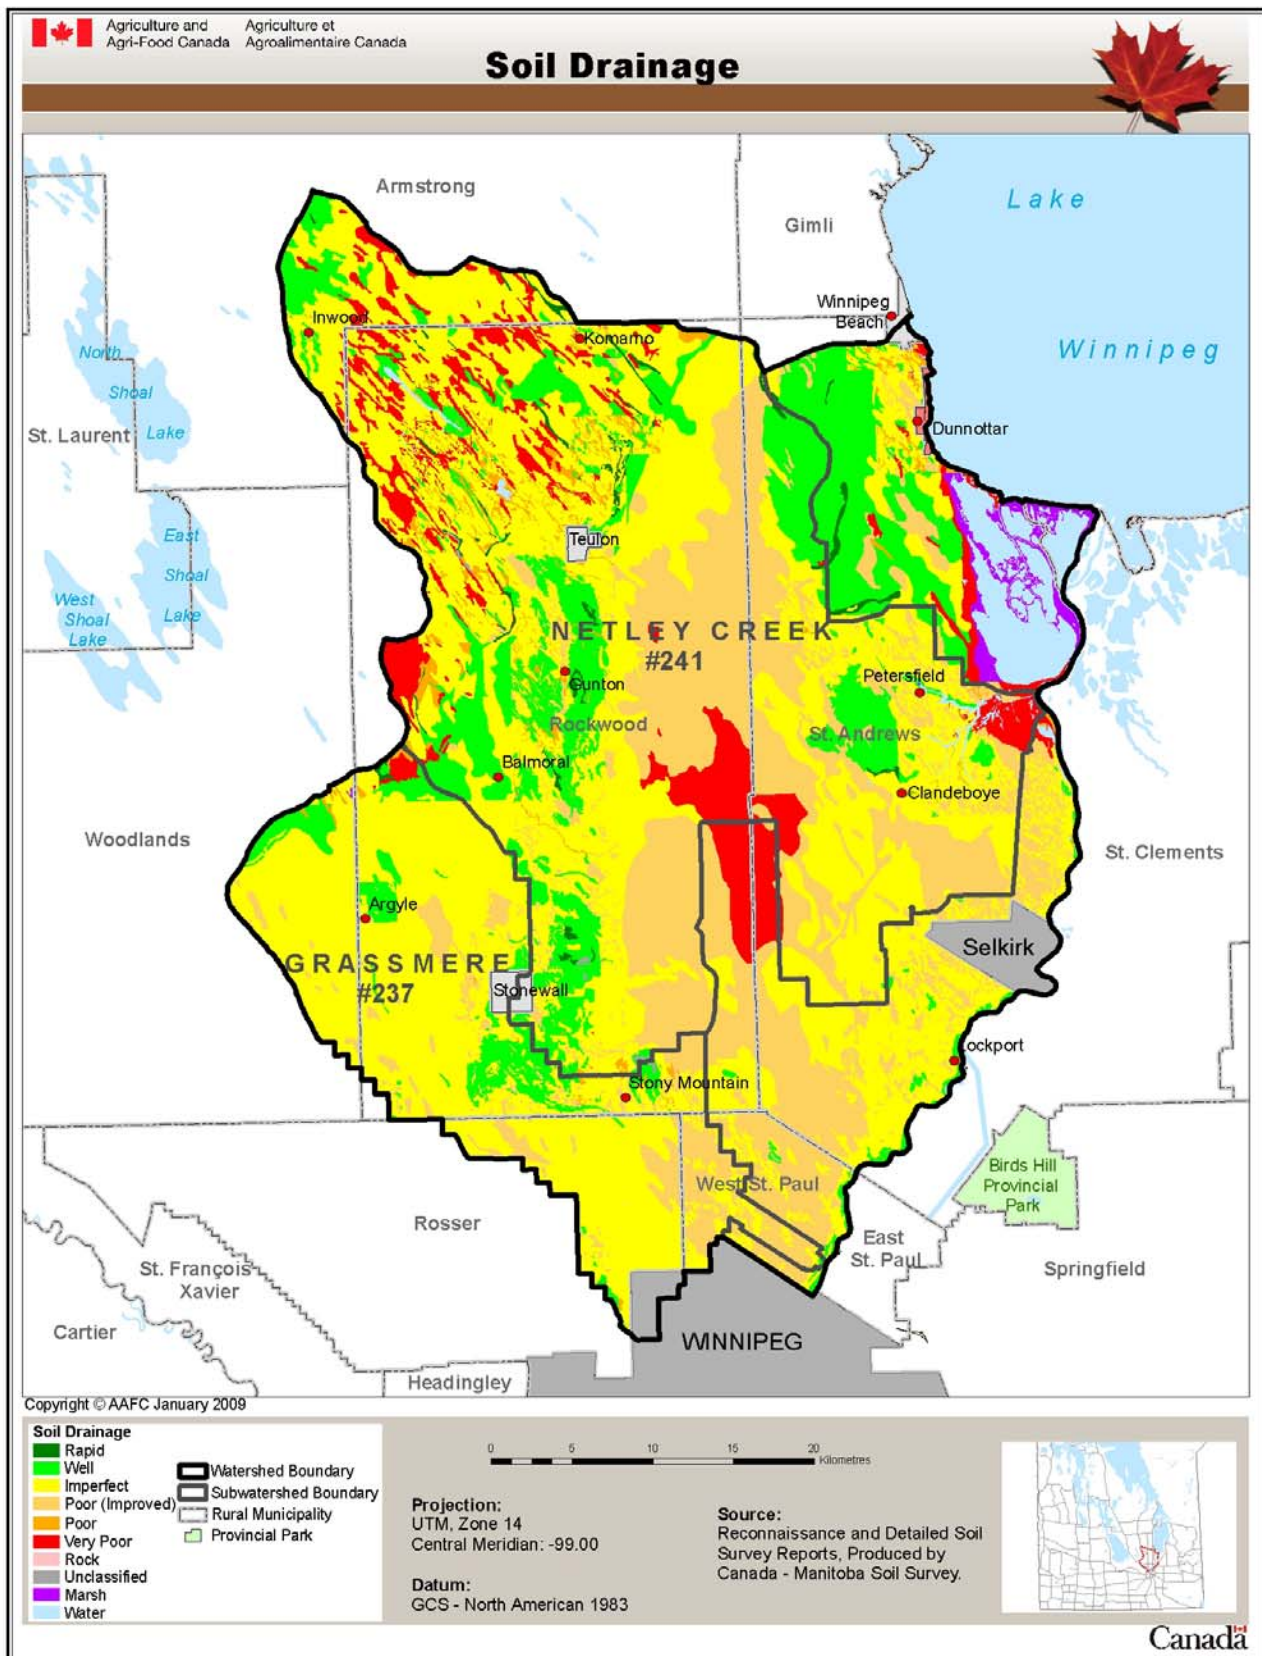 Agriculture and Agriculture et
Agri-Food Canada Agroalimentaire Canada
Soil Drainage
Armstrong
Gimli
Lake
Winnipeg
Winnipeg
Beach
Inwood
Komarno
North
Shoal
Lake
St. Laurent
Dunnottar
East
Shoal
Lake
West
Shoal
Lake
Teulon
NETLEY CREEK
#241
Petersfield
Gunton
Rockwood
St. Andrews
Balmoral
Clandeboye
Woodlands
St. Clements
Argyle
GRASSMERE
#237
Selkirk
Stonewall
Lockport
Stony Mountain
Birds Hill
Provincial
Park
West St. Paul
Rosser
East
St. Paul
St. François
Xavier
Springfield
Cartier
WINNIPEG
Headingley
Copyright © AAFC January 2009
Soil Drainage
Rapid
Well
Imperfect
Poor (Improved)
Poor
Very Poor
Rock
Unclassified
Marsh
Water
Watershed Boundary
Subwatershed Boundary
Rural Municipality
Provincial Park
0 5 10 15 20
Kilometres
Projection:
UTM, Zone 14
Central Meridian: -99.00
Datum:
GCS - North American 1983
Source:
Reconnaissance and Detailed Soil
Survey Reports, Produced by
Canada - Manitoba Soil Survey.
Canada